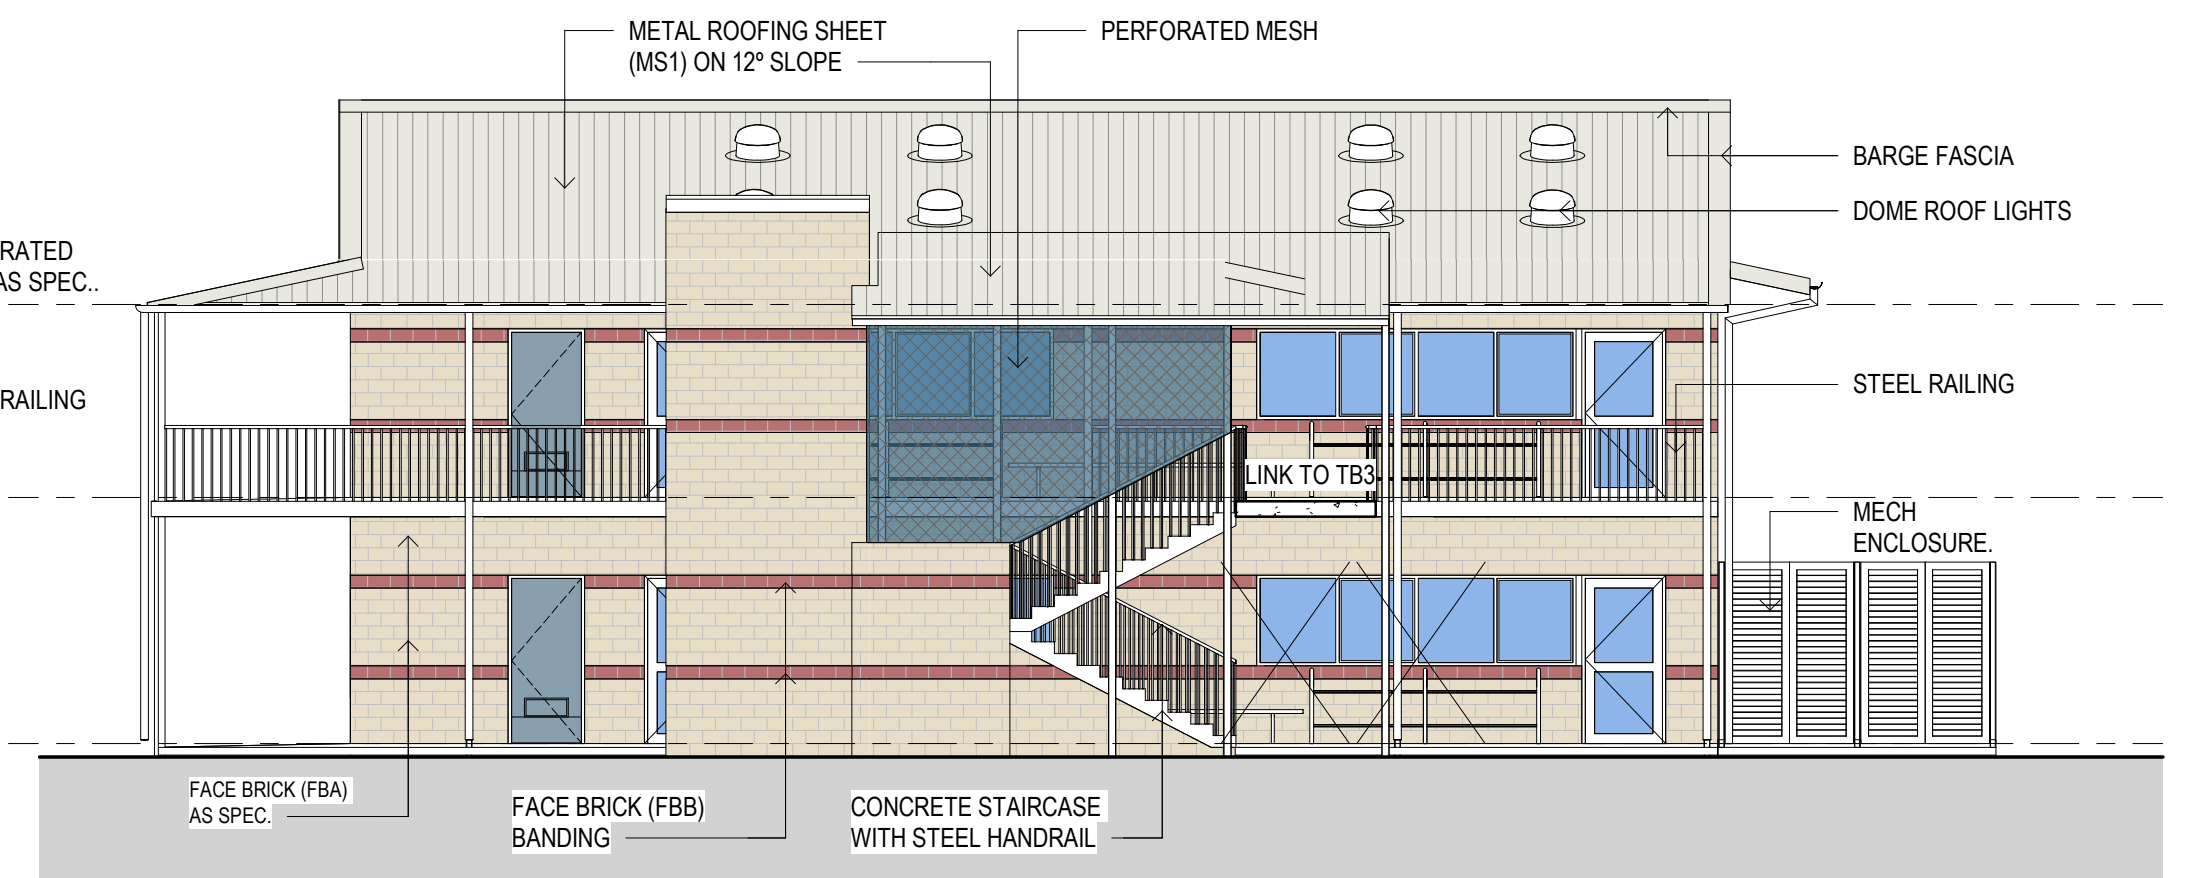 METAL ROOFING SHEET
(MS1) ON 12º SLOPE
PERFORATED MESH
BARGE FASCIA
DOME ROOF LIGHTS
RATED
AS SPEC..
RAILING
STEEL RAILING
LINK TO TB3
MECH
ENCLOSURE.
FACE BRICK (FBA)
AS SPEC.
FACE BRICK (FBB)
BANDING
CONCRETE STAIRCASE
WITH STEEL HANDRAIL